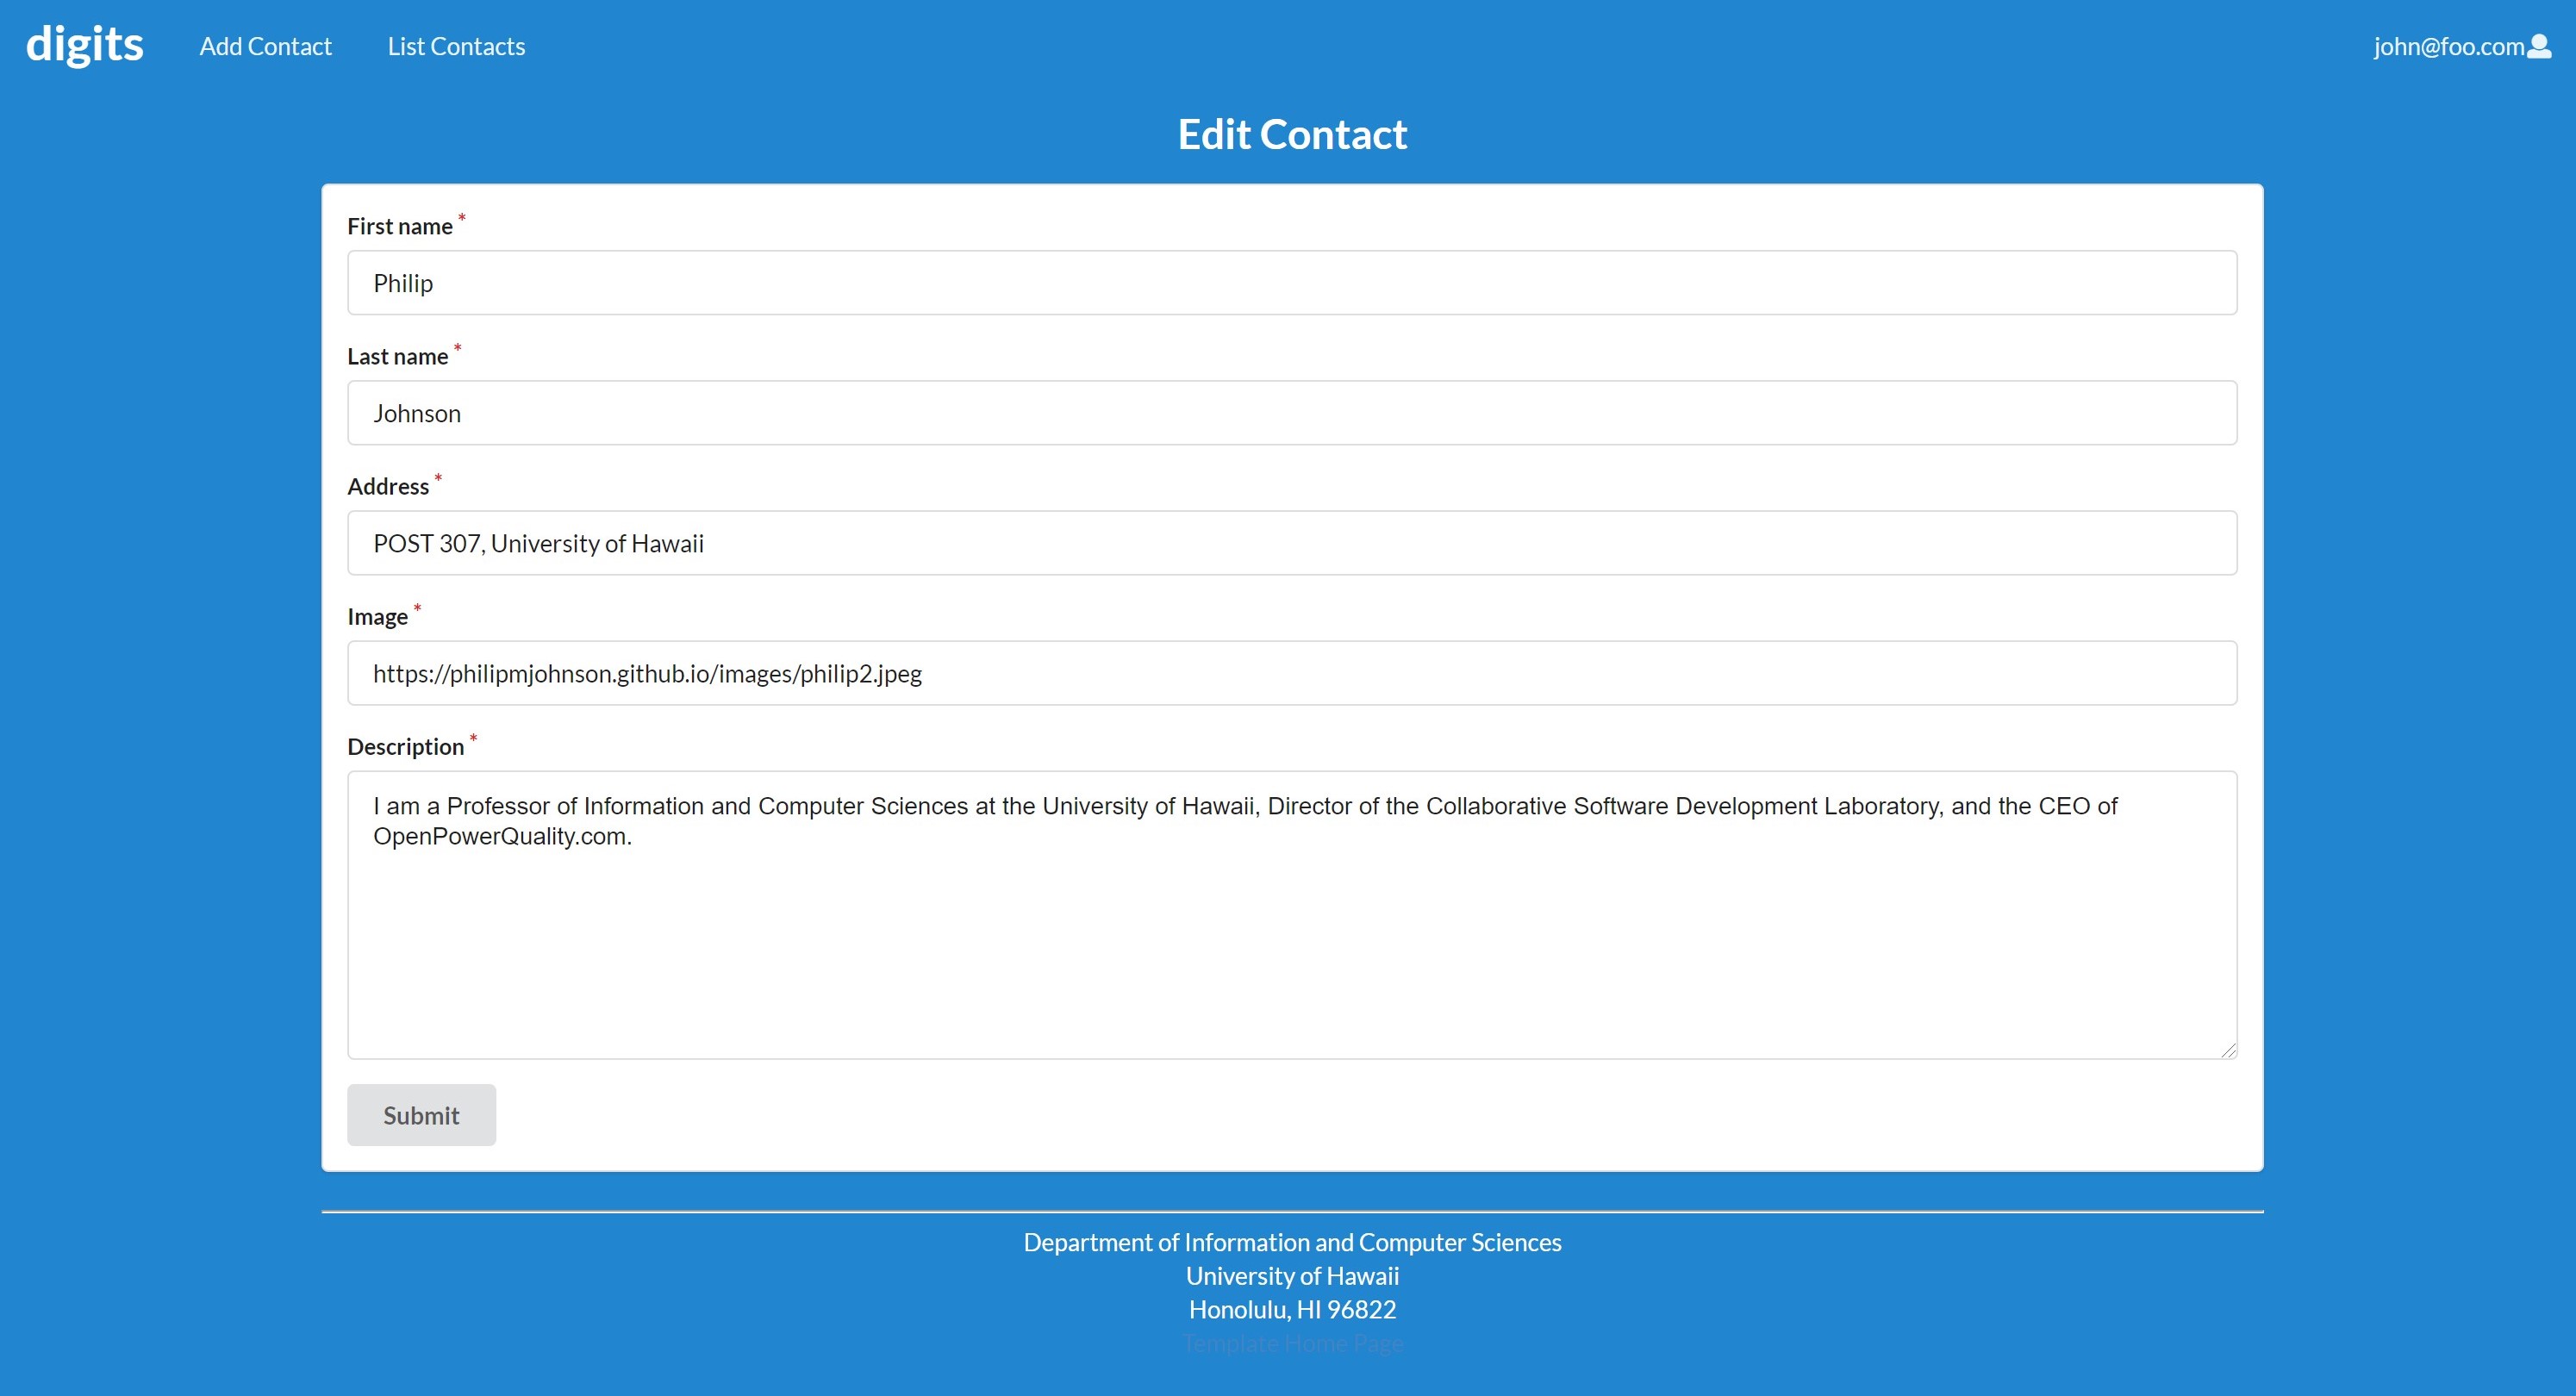 digits
Add Contact
List Contacts
john@foo.com
Edit Contact
First name *
Philip
Last name *
Johnson
Address *
POST 307, University of Hawaii
Image *
https://philipmjohnson.github.io/images/philip2.jpeg
Description *
I am a Professor of Information and Computer Sciences at the University of Hawaii, Director of the Collaborative Software Development Laboratory, and the CEO of
OpenPowerQuality.com.
Submit
Department of Information and Computer Sciences
University of Hawaii
Honolulu, HI 96822
Template Home Page